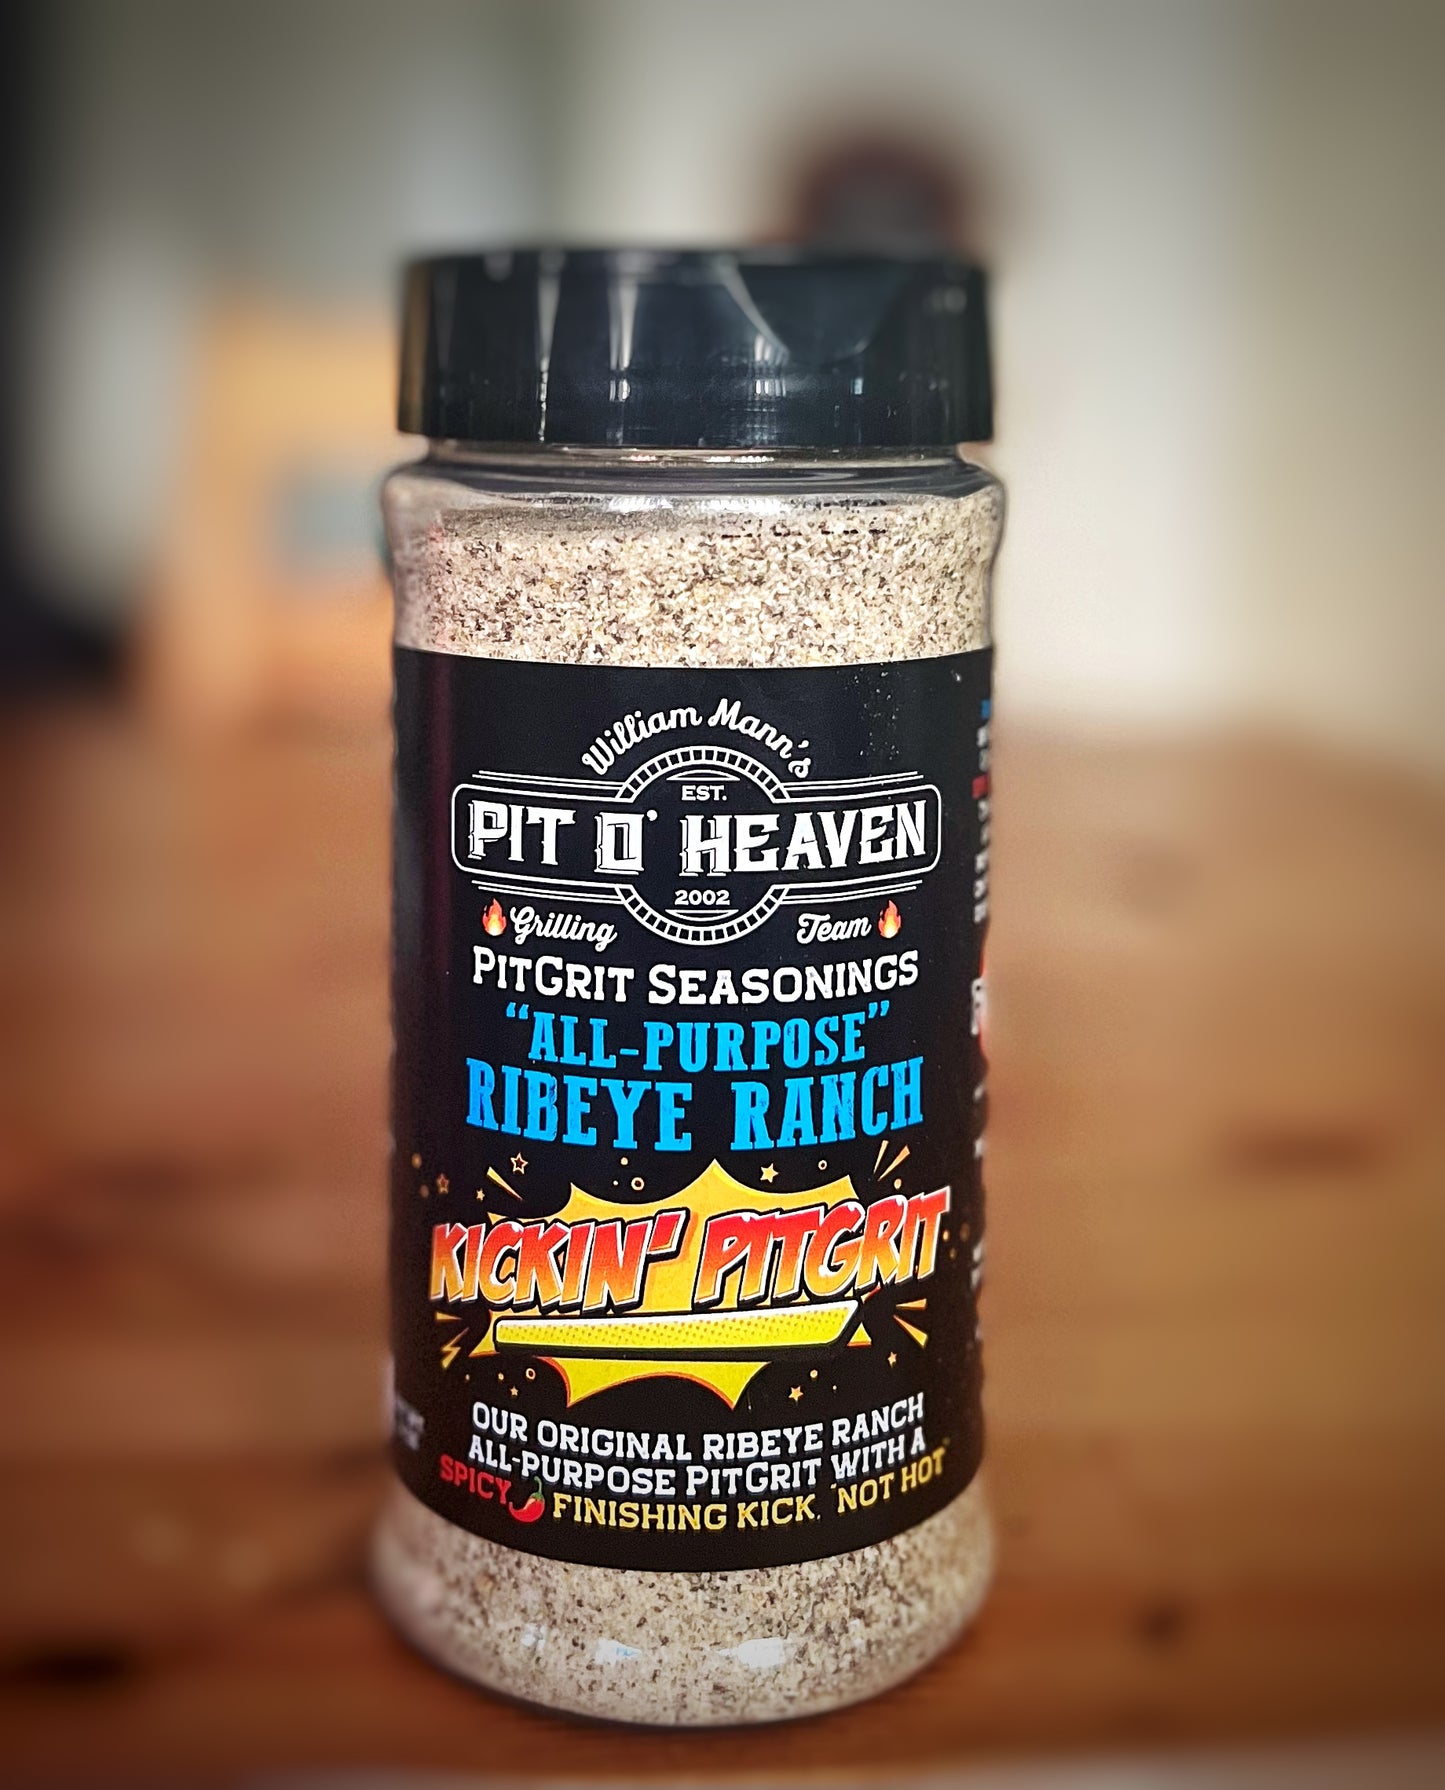 William Mann's
EST.
PIT O' HEAVEN
2002
Grilling Team
PITGRIT SEASONINGS
"ALL-PURPOSE"
RIBEYE RANCH
KICKIN' PITGRIT
OUR ORIGINAL RIBEYE RANCH
ALL-PURPOSE PITGRIT WITH A
SPICY FINISHING KICK, "NOT HOT"